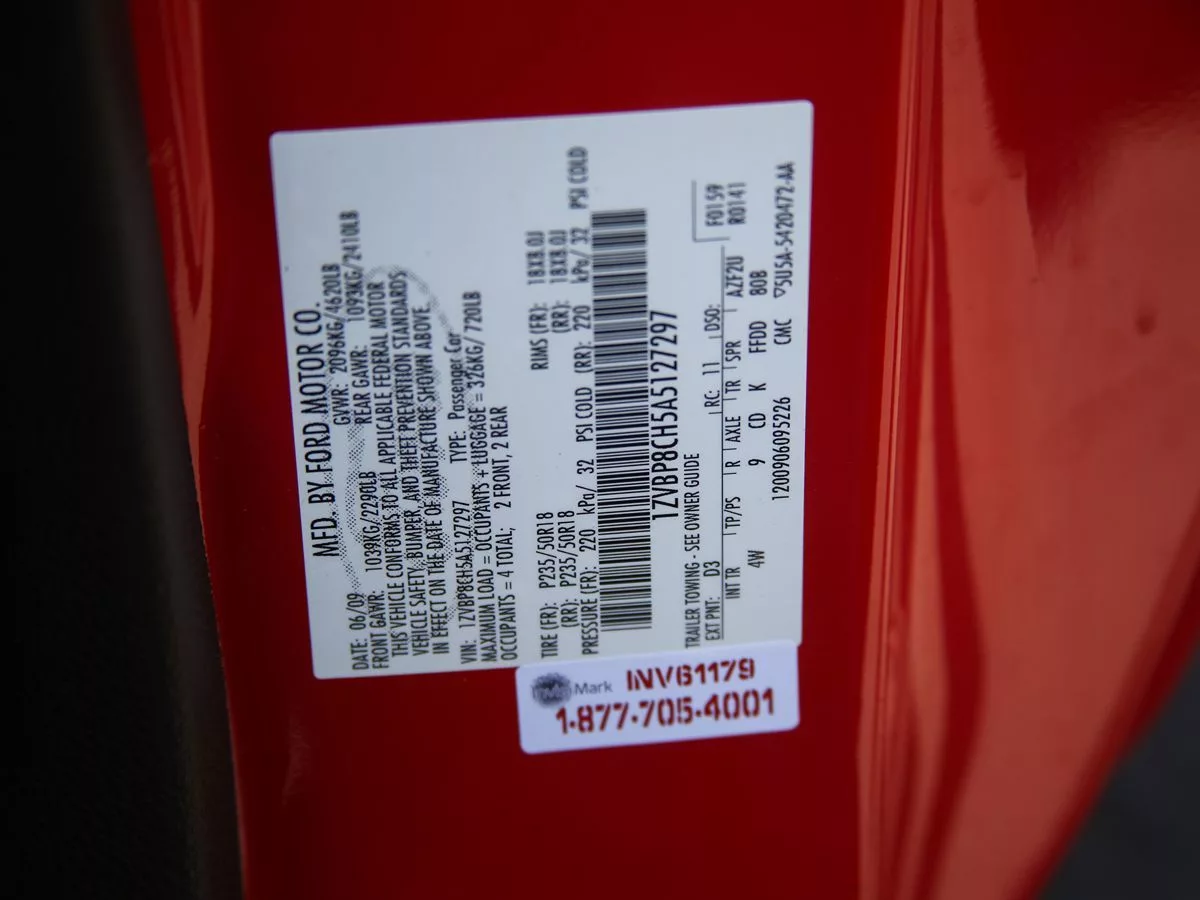 MFD. BY FORD MOTOR CO.
DATE: 06/09 GVWR: 2096KG/4620LB
FRONT GAWR: 1039KG/2290LB REAR GAWR: 1093KG/2410LB
THIS VEHICLE CONFORMS TO ALL APPLICABLE FEDERAL MOTOR
VEHICLE SAFETY, BUMPER, AND THEFT PREVENTION STANDARDS
IN EFFECT ON THE DATE OF MANUFACTURE SHOWN ABOVE.
VIN: 1ZVBP8CH5A5127297 TYPE: Passenger Car
MAXIMUM LOAD = OCCUPANTS + LUGGAGE = 326KG/720LB
OCCUPANTS = 4 TOTAL; 2 FRONT, 2 REAR
TIRE (FR): P235/50R18 RIMS (FR): 18X8.0J
(RR): P235/50R18 (RR): 18X8.0J
PRESSURE (FR): 220 kPa/ 32 PSI COLD (RR): 220 kPa/ 32 PSI COLD
1ZVBP8CH5A5127297
TRAILER TOWING - SEE OWNER GUIDE F0159
EXT PNT: D3 RC: 11 DSO: R0141
INT TR TP/PS R AXLE TR SPR AZF2U
4W 9 CD K FFDD 80B
1200906095226 CMC ▽5USA-5420472-AA
Mark INV61179
1-877-705-4001